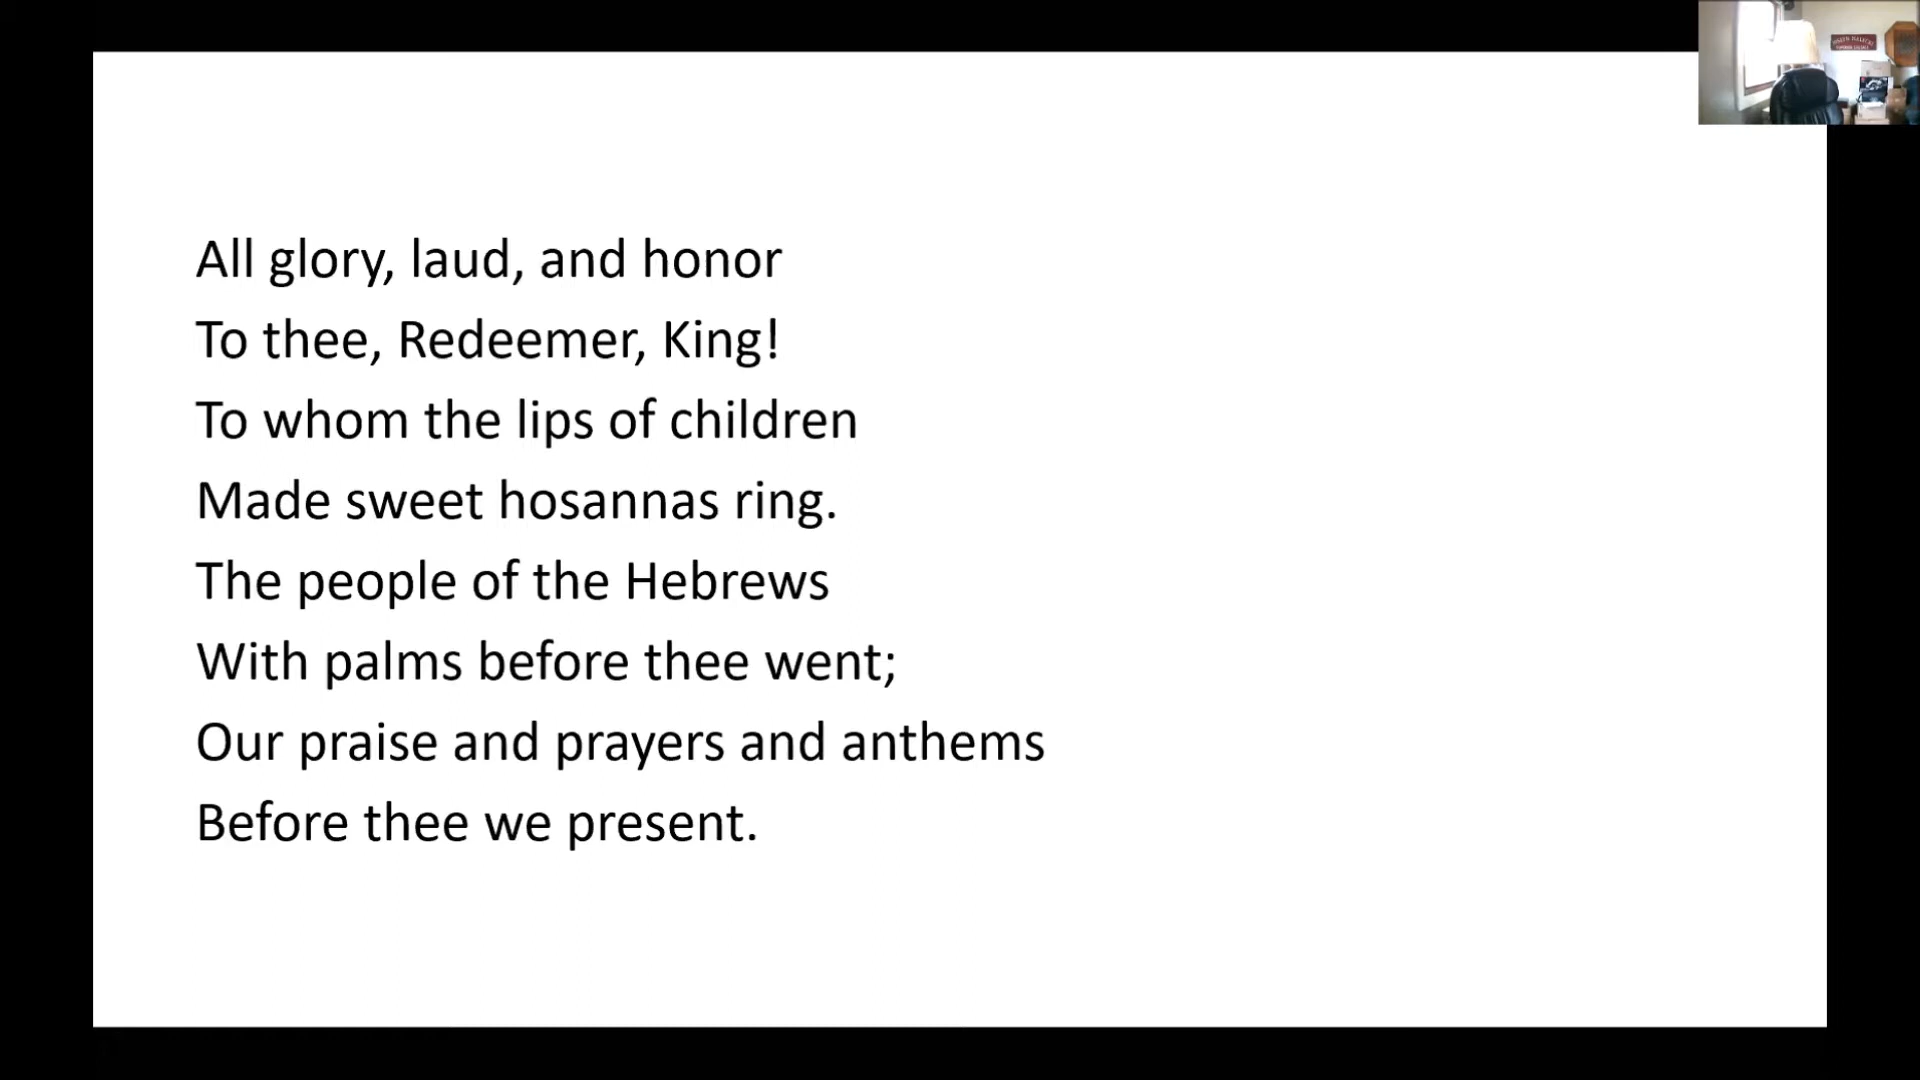 All glory, laud, and honor
To thee, Redeemer, King!
To whom the lips of children
Made sweet hosannas ring.
The people of the Hebrews
With palms before thee went;
Our praise and prayers and anthems
Before thee we present.